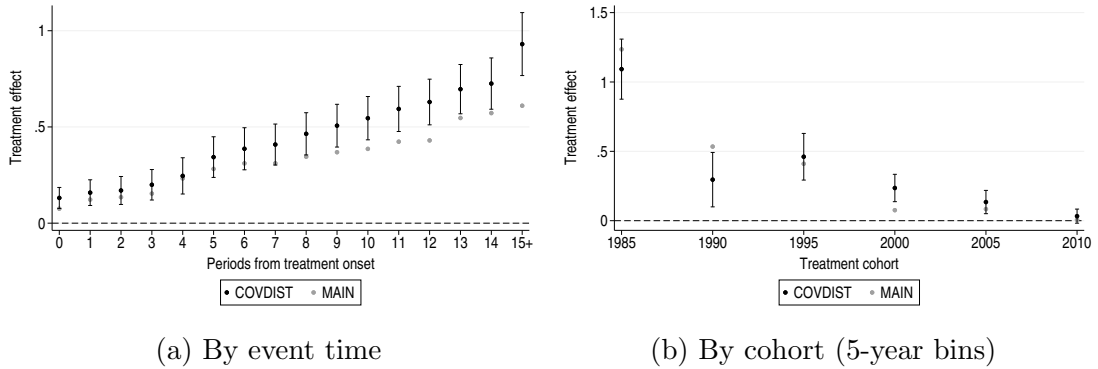 1
.5
0
Treatment effect
0 1 2 3 4 5 6 7 8 9 10 11 12 13 14 15+
Periods from treatment onset
COVDIST MAIN
(a) By event time
1.5
1
.5
0
Treatment effect
1985 1990 1995 2000 2005 2010
Treatment cohort
COVDIST MAIN
(b) By cohort (5-year bins)